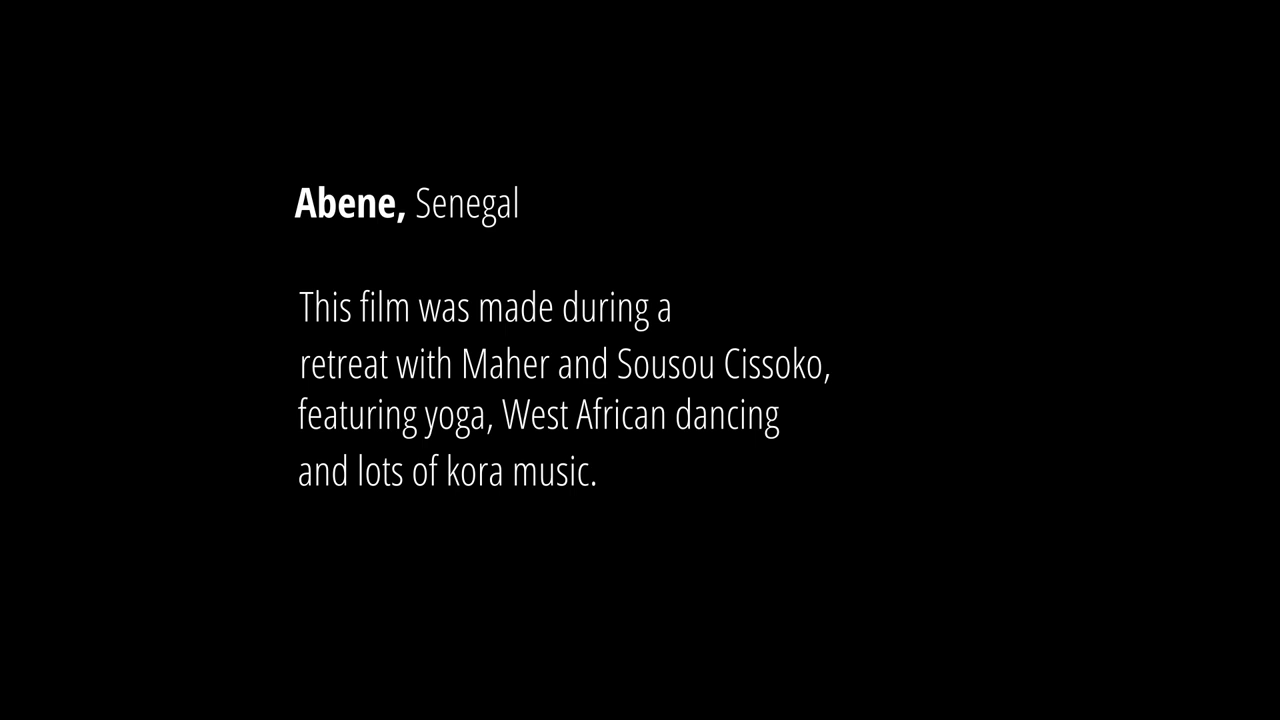 Abene, Senegal
This film was made during a
retreat with Maher and Sousou Cissoko,
featuring yoga, West African dancing
and lots of kora music.